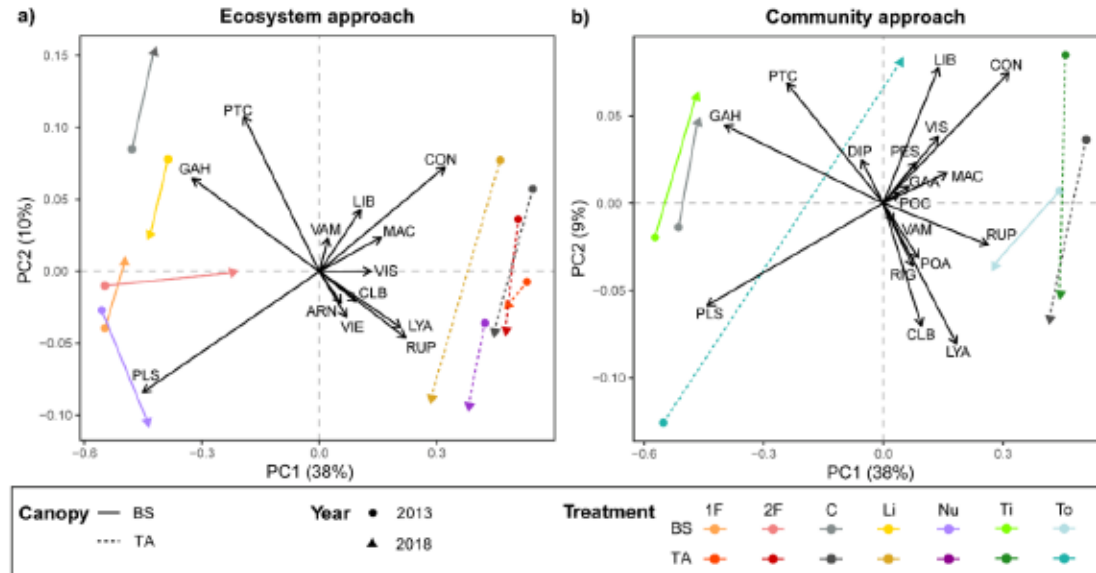 a) Ecosystem approach
0.15
0.10
0.05
0.00
−0.05
−0.10
PC2 (10%)
PTC
GAH
CON
LIB
VAM
MAC
VIS
CLB
ARN
VIE
LYA
RUP
PLS
−0.6
−0.3
0.0
0.3
PC1 (38%)
b) Community approach
0.05
0.00
−0.05
−0.10
PC2 (9%)
LIB
CON
PTC
GAH
VIS
DIP
PES
MAC
GAA
POC
VAM
RUP
POA
RIG
PLS
CLB
LYA
−0.6
−0.3
0.0
0.3
PC1 (38%)
Canopy — BS
TA
Year 2013
2018
Treatment 1F 2F C Li Nu Ti To
BS
TA